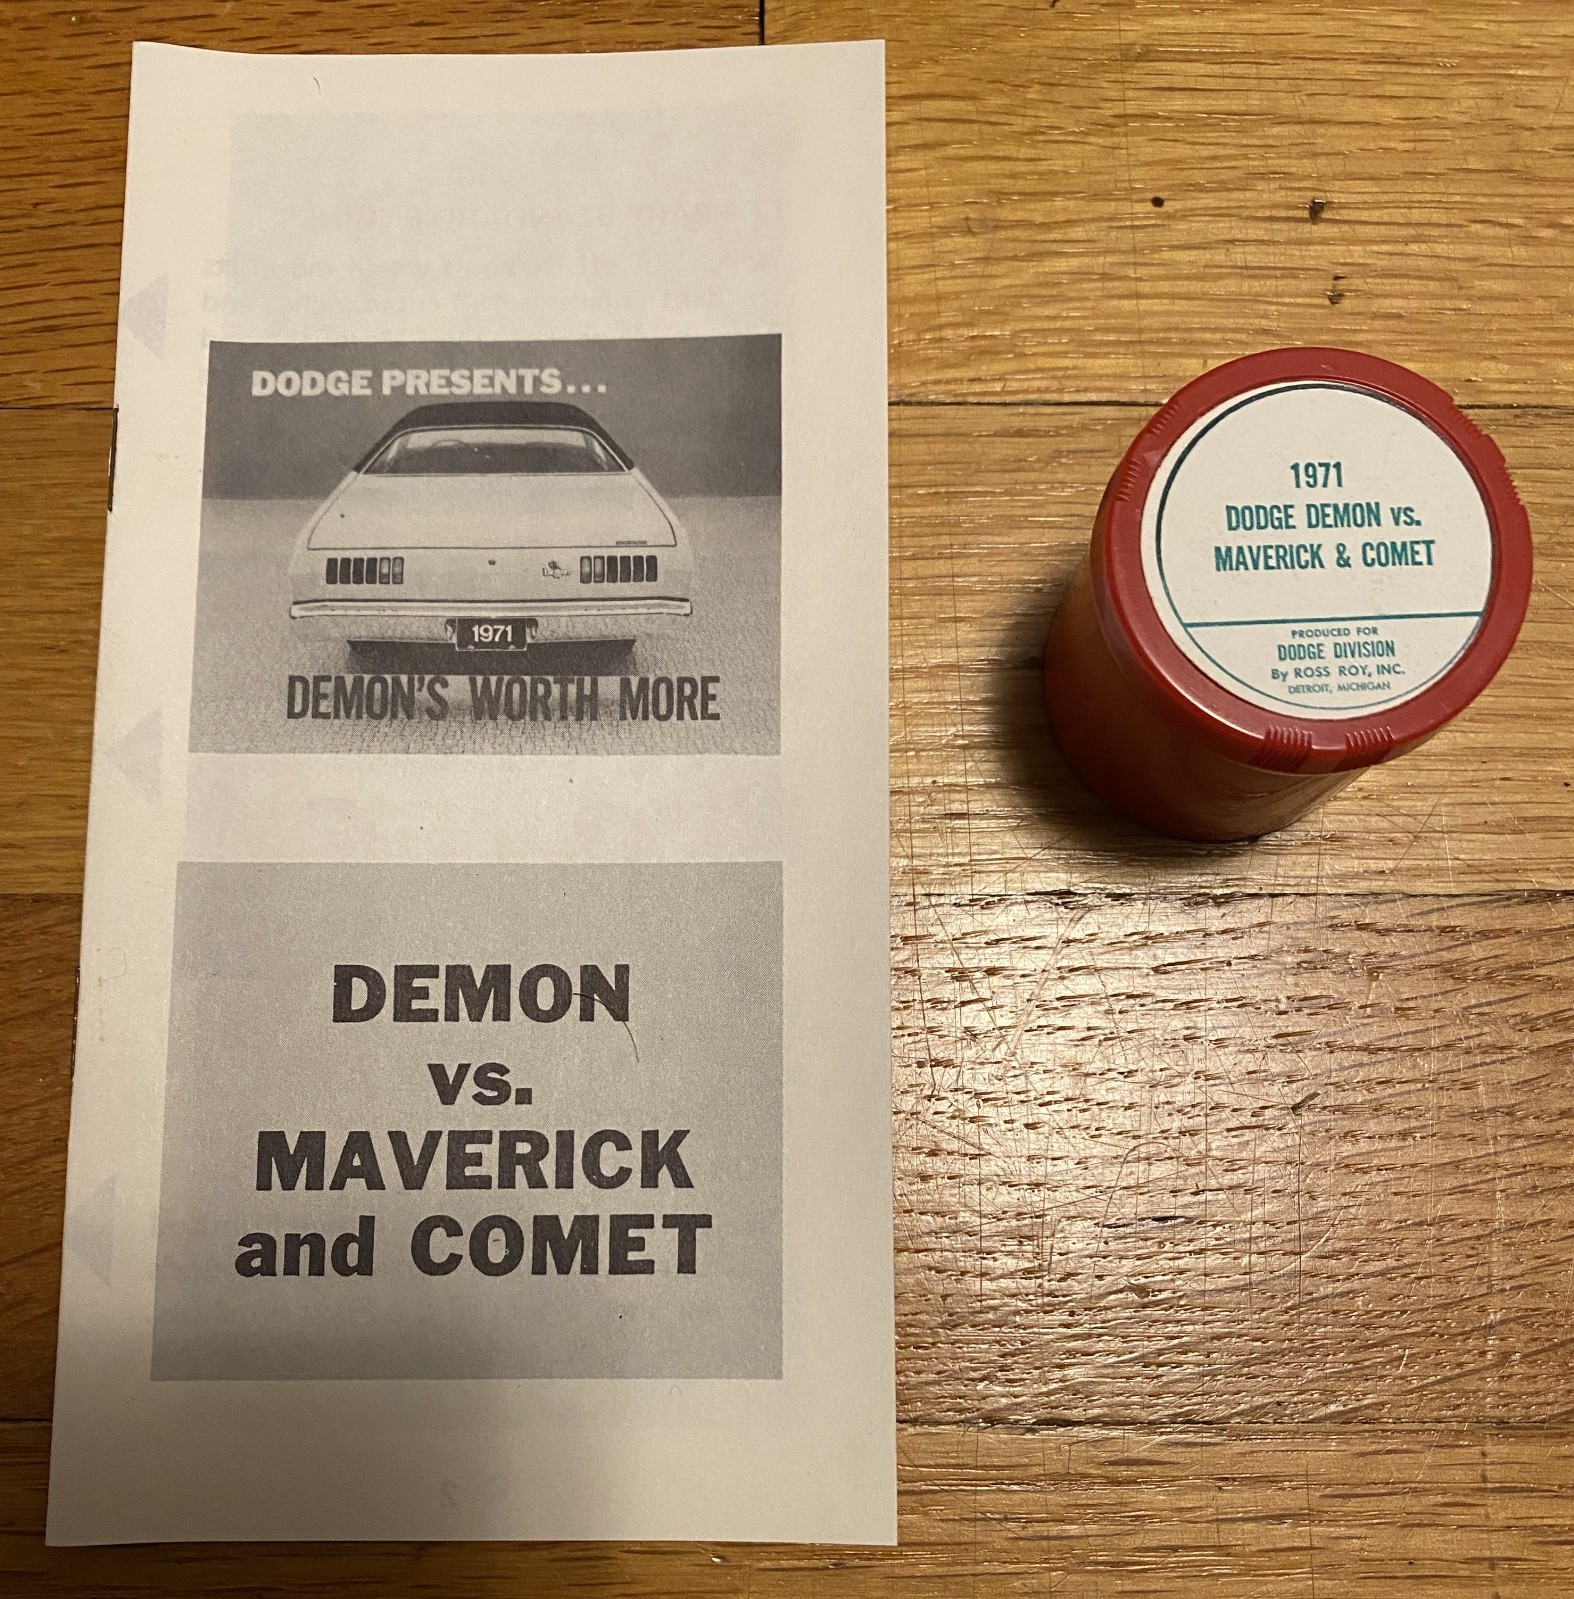 DODGE PRESENTS...
1971
DEMON'S WORTH MORE
DEMON
vs.
MAVERICK
and COMET
2
1971
DODGE DEMON vs.
MAVERICK & COMET
PRODUCED FOR
DODGE DIVISION
By ROSS ROY, INC.
DETROIT, MICHIGAN